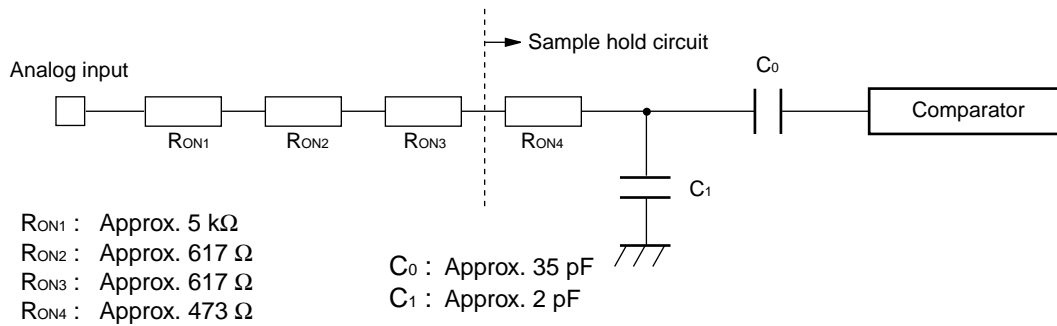 Sample hold circuit
Analog input
C₀
Comparator
RON1
RON2
RON3
RON4
C₁
RON1 : Approx. 5 kΩ
RON2 : Approx. 617 Ω
RON3 : Approx. 617 Ω
RON4 : Approx. 473 Ω
C₀ : Approx. 35 pF
C₁ : Approx. 2 pF